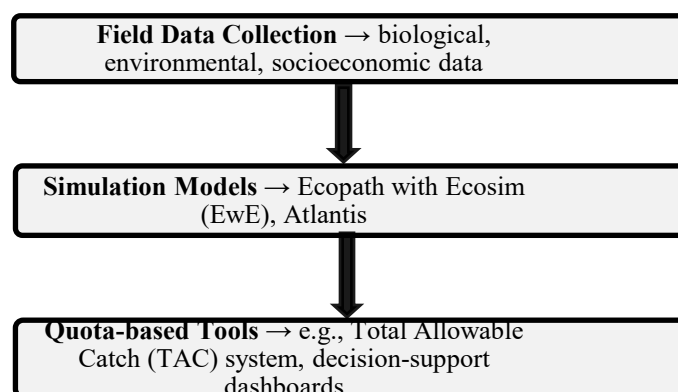 Field Data Collection → biological,
environmental, socioeconomic data
Simulation Models → Ecopath with Ecosim
(EwE), Atlantis
Quota-based Tools → e.g., Total Allowable
Catch (TAC) system, decision-support
dashboards